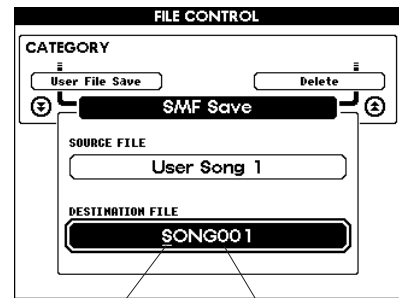 FILE CONTROL
CATEGORY
User File Save
Delete
SMF Save
SOURCE FILE
User Song 1
DESTINATION FILE
SONG001